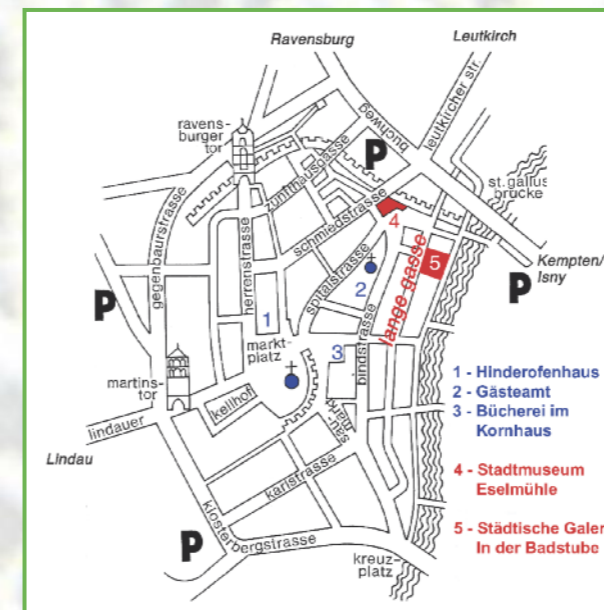 Ravensburg
Leutkirch
ravens-
burger
tor
buchweg
leutkircher str.
P
zunfthausgasse
st.gallus
brücke
schmiedstrasse
4
gegenbaurstrasse
herrenstrasse
spitalstrasse
lange gasse
5
Kempten/
Isny
P
2
P
1
markt-
platz
3
bindstrasse
martins-
tor
kellhof
sau-
markt
lindauer
Lindau
karlstrasse
P
klosterbergstrasse
kreuz-
platz
1 - Hinderofenhaus
2 - Gästeamt
3 - Bücherei im
Kornhaus
4 - Stadtmuseum
Eselmühle
5 - Städtische Galer
In der Badstube